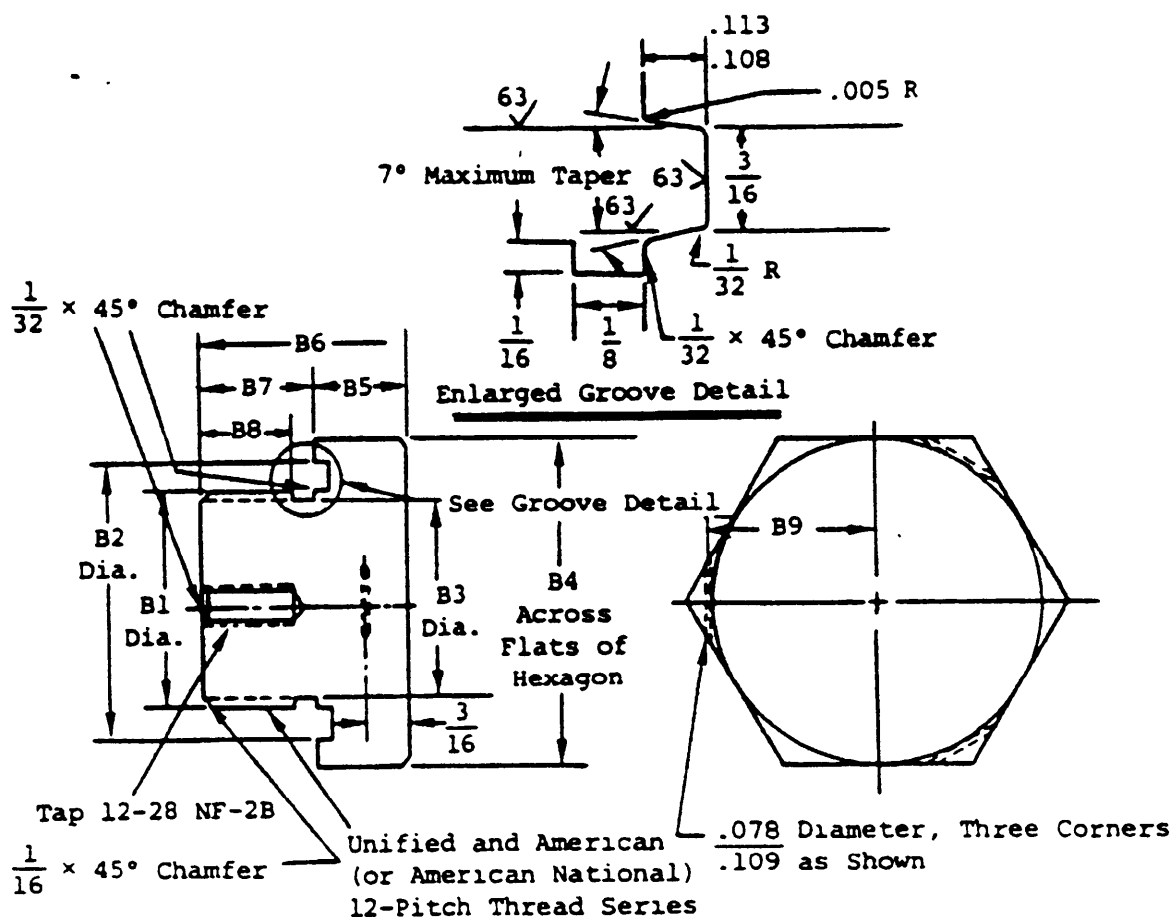 .113
.108
.005 R
63
7° Maximum Taper
63
3/16
63
1/32 R
1/32 × 45° Chamfer
1/16
1/8
1/32 × 45° Chamfer
B6
B7
B5
Enlarged Groove Detail
B8
See Groove Detail
B9
B2
Dia.
B1
Dia.
B3
Dia.
B4
Across
Flats of
Hexagon
3/16
Tap 12-28 NF-2B
1/16 × 45° Chamfer
Unified and American
(or American National)
12-Pitch Thread Series
.078 Diameter, Three Corners
.109 as Shown